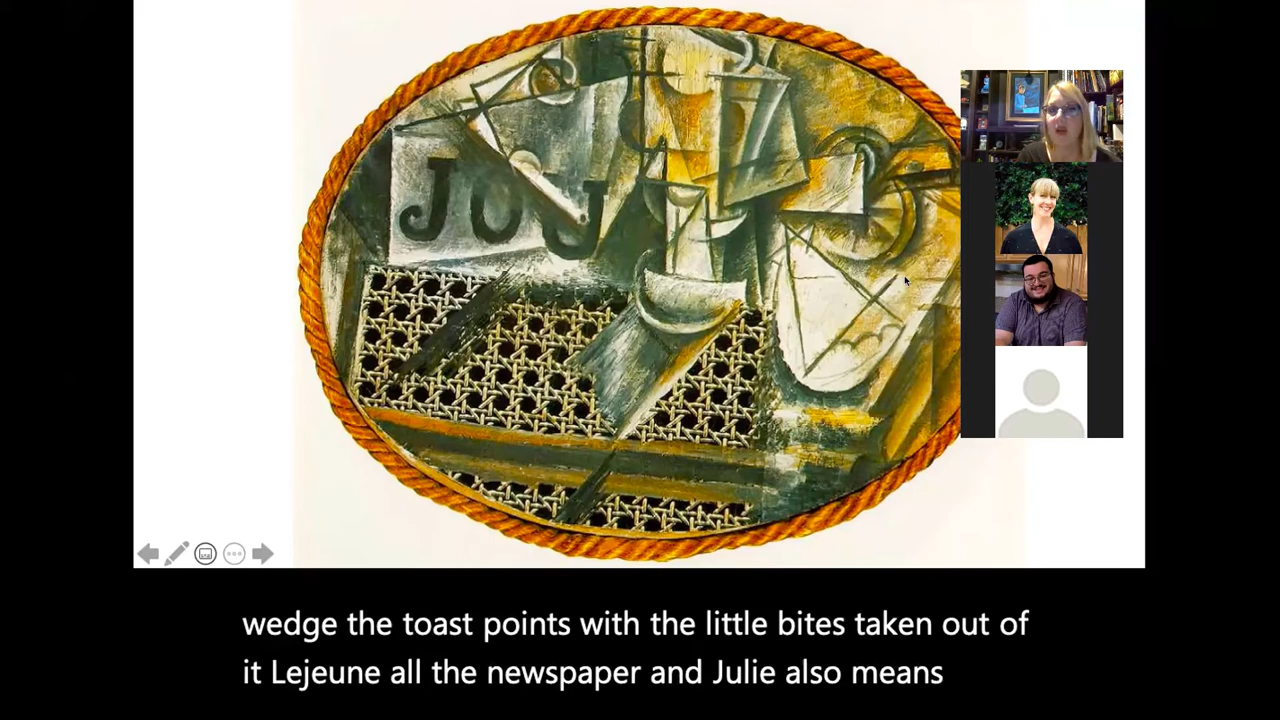 JOU
wedge the toast points with the little bites taken out of
it Lejeune all the newspaper and Julie also means